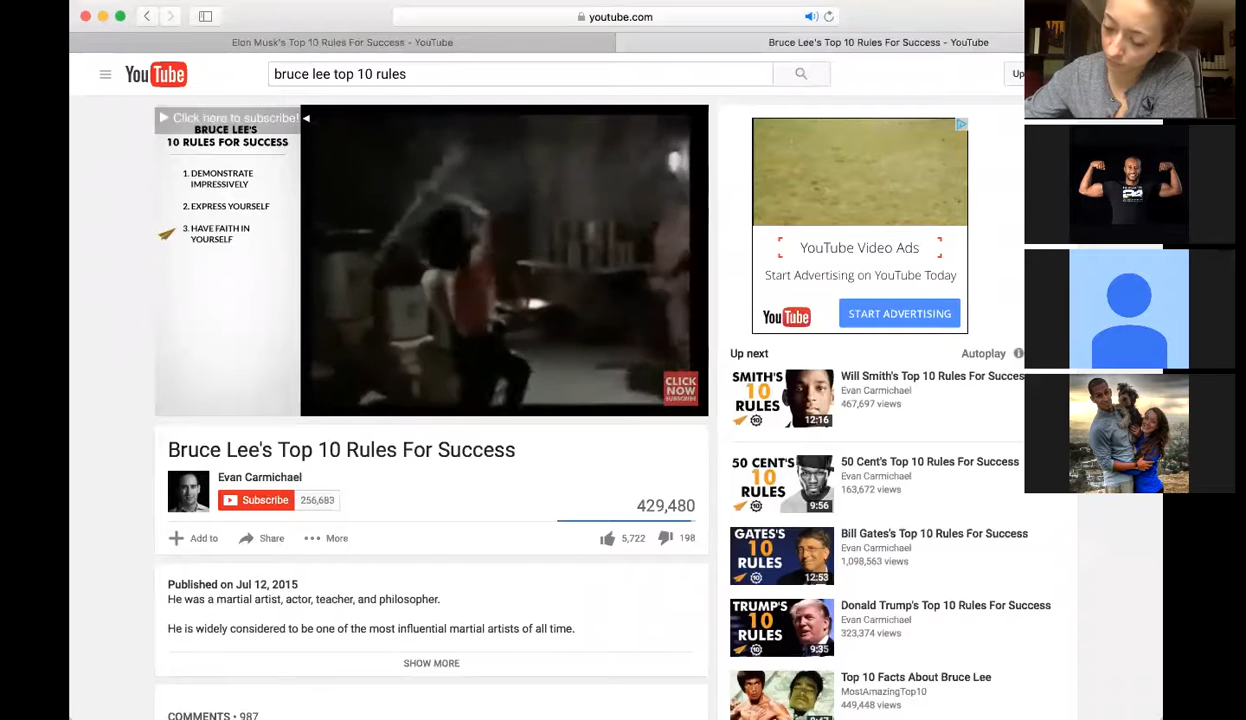 youtube.com
Elon Musk's Top 10 Rules For Success - YouTube
Bruce Lee's Top 10 Rules For Success - YouTube
YouTube
bruce lee top 10 rules
Up
Click here to subscribe!
BRUCE LEE'S
10 RULES FOR SUCCESS
1. DEMONSTRATE
IMPRESSIVELY
2. EXPRESS YOURSELF
3. HAVE FAITH IN
YOURSELF
CLICK
NOW
SUBSCRIBE
YouTube Video Ads
Start Advertising on YouTube Today
YouTube
START ADVERTISING
Bruce Lee's Top 10 Rules For Success
Evan Carmichael
Subscribe 256,683
429,480
Add to Share More 5,722 198
Published on Jul 12, 2015
He was a martial artist, actor, teacher, and philosopher.
He is widely considered to be one of the most influential martial artists of all time.
SHOW MORE
COMMENTS • 987
Up next Autoplay
SMITH'S
10
RULES
12:16
Will Smith's Top 10 Rules For Succes
Evan Carmichael
467,697 views
50 CENT'S
10
RULES
9:56
50 Cent's Top 10 Rules For Success
Evan Carmichael
163,672 views
GATES'S
10
RULES
12:53
Bill Gates's Top 10 Rules For Success
Evan Carmichael
1,098,563 views
TRUMP'S
10
RULES
9:35
Donald Trump's Top 10 Rules For Success
Evan Carmichael
323,374 views
Top 10 Facts About Bruce Lee
MostAmazingTop10
449,448 views